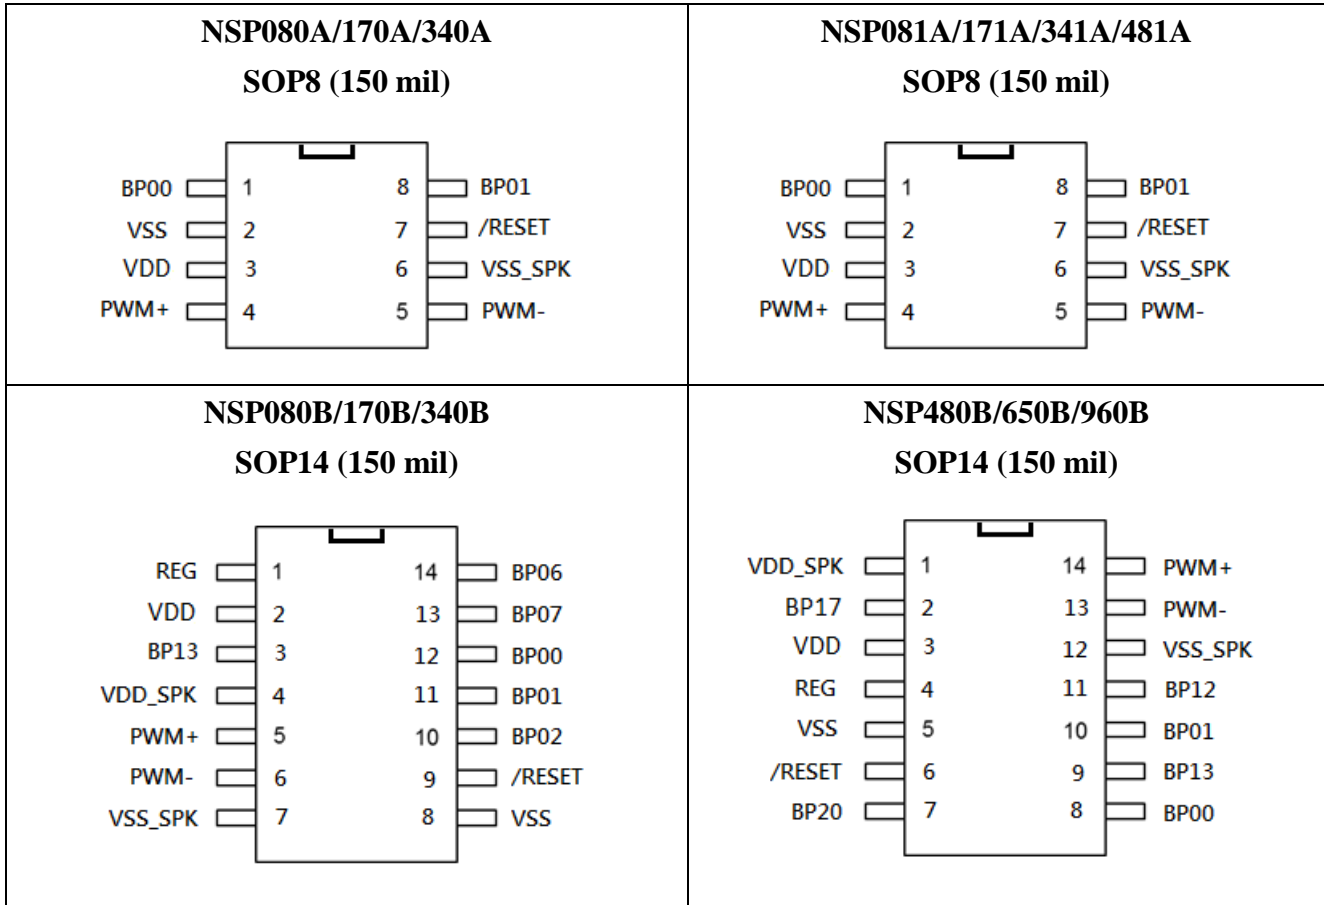 NSP080A/170A/340A
SOP8 (150 mil)
BP00 1 8 BP01
VSS 2 7 /RESET
VDD 3 6 VSS_SPK
PWM+ 4 5 PWM-
NSP081A/171A/341A/481A
SOP8 (150 mil)
BP00 1 8 BP01
VSS 2 7 /RESET
VDD 3 6 VSS_SPK
PWM+ 4 5 PWM-
NSP080B/170B/340B
SOP14 (150 mil)
REG 1 14 BP06
VDD 2 13 BP07
BP13 3 12 BP00
VDD_SPK 4 11 BP01
PWM+ 5 10 BP02
PWM- 6 9 /RESET
VSS_SPK 7 8 VSS
NSP480B/650B/960B
SOP14 (150 mil)
VDD_SPK 1 14 PWM+
BP17 2 13 PWM-
VDD 3 12 VSS_SPK
REG 4 11 BP12
VSS 5 10 BP01
/RESET 6 9 BP13
BP20 7 8 BP00